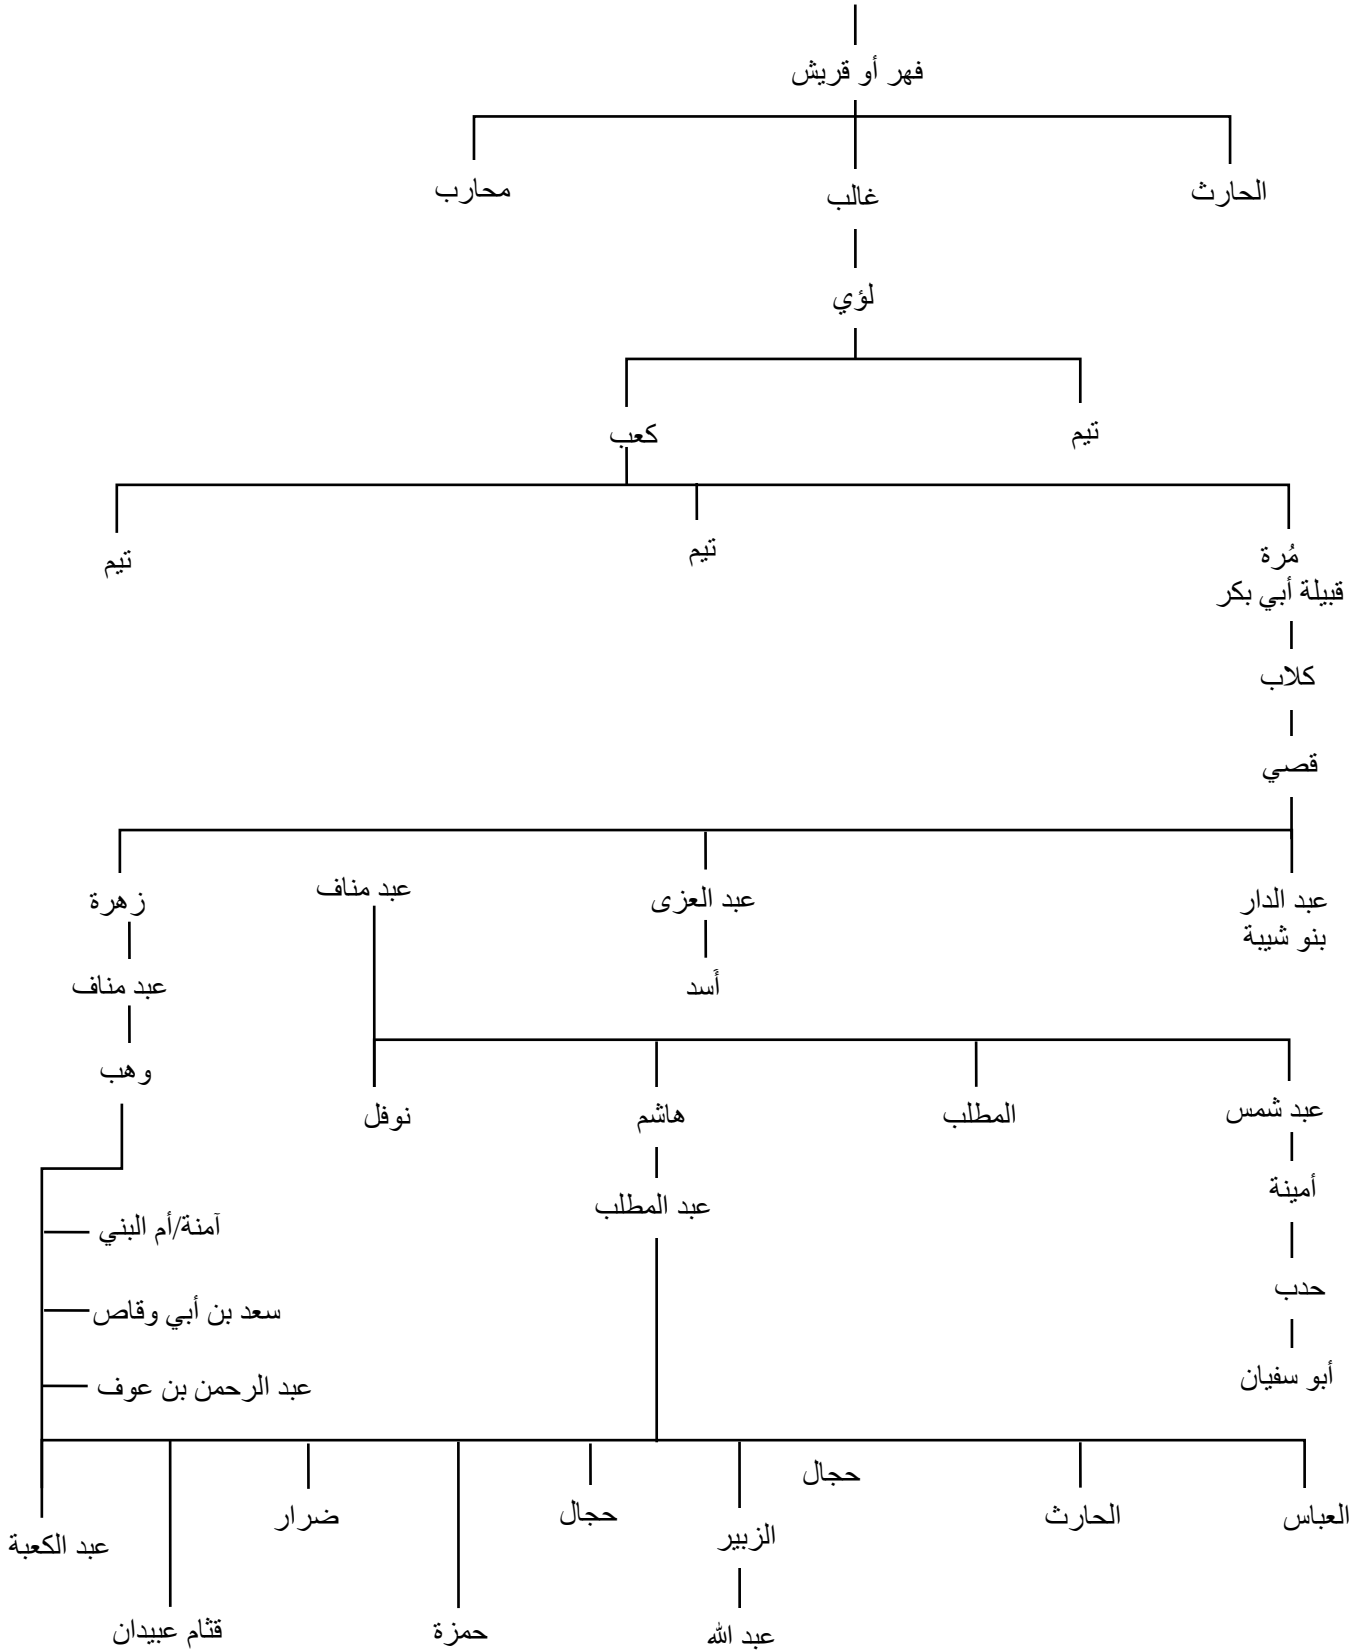 فهر أو قريش
الحارث
غالب
محارب
لؤي
تيم
كعب
مُرة
قبيلة أبي بكر
تيم
تيم
كلاب
قصي
عبد الدار
بنو شيبة
عبد العزى
عبد مناف
زهرة
أسد
عبد مناف
وهب
عبد شمس
المطلب
هاشم
نوفل
أمينة
عبد المطلب
آمنة/أم البني
حدب
سعد بن أبي وقاص
أبو سفيان
عبد الرحمن بن عوف
العباس
الحارث
حجال
الزبير
حجال
ضرار
عبد الكعبة
عبد الله
حمزة
قثام عبيدان